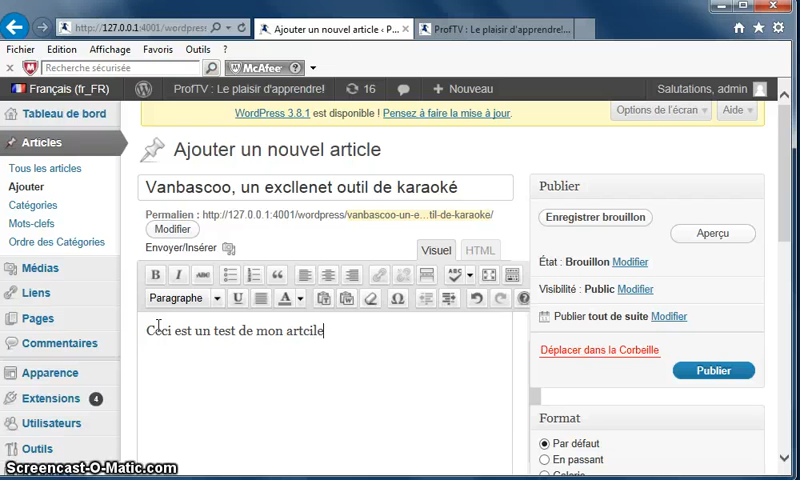 http://127.0.0.1:4001/wordpress
Ajouter un nouvel article ‹ P...
ProfTV : Le plaisir d'apprendre!...
Fichier Edition Affichage Favoris Outils ?
Recherche sécurisée McAfee
Français (fr_FR) ProfTV : Le plaisir d'apprendre! 16 Nouveau Salutations, admin
WordPress 3.8.1 est disponible ! Pensez à faire la mise à jour.
Options de l'écran Aide
Tableau de bord
Articles
Tous les articles
Ajouter
Catégories
Mots-clefs
Ordre des Catégories
Médias
Liens
Pages
Commentaires
Apparence
Extensions 4
Utilisateurs
Outils
Ajouter un nouvel article
Vanbascoo, un excllenet outil de karaoké
Permalien : http://127.0.0.1:4001/wordpress/vanbascoo-un-e…til-de-karaoke/
Modifier
Envoyer/Insérer
Visuel HTML
B I ABC ABC
Paragraphe U A
Ceci est un test de mon artcile
Publier
Enregistrer brouillon
Aperçu
État : Brouillon Modifier
Visibilité : Public Modifier
Publier tout de suite Modifier
Déplacer dans la Corbeille
Publier
Format
Par défaut
En passant
Galerie
Screencast-O-Matic.com